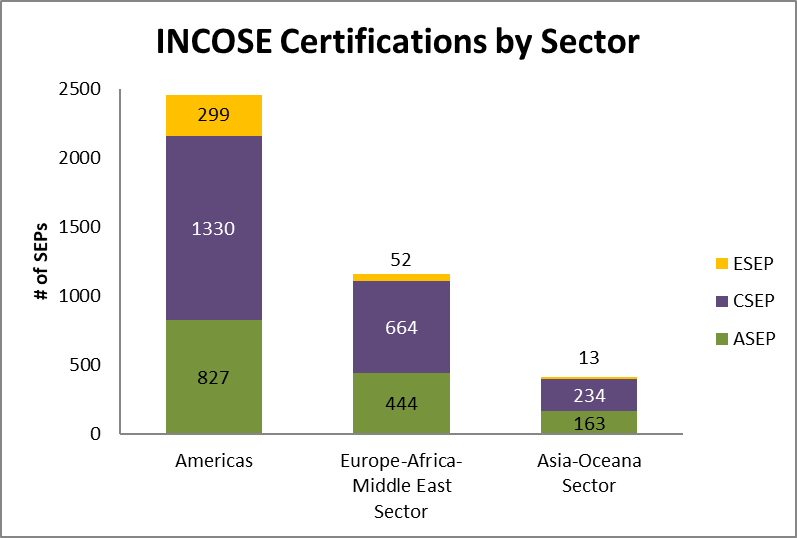 INCOSE Certifications by Sector
# of SEPs
2500
2000
1500
1000
500
0
299
1330
827
52
664
444
13
234
163
Americas
Europe-Africa-
Middle East
Sector
Asia-Oceana
Sector
ESEP
CSEP
ASEP